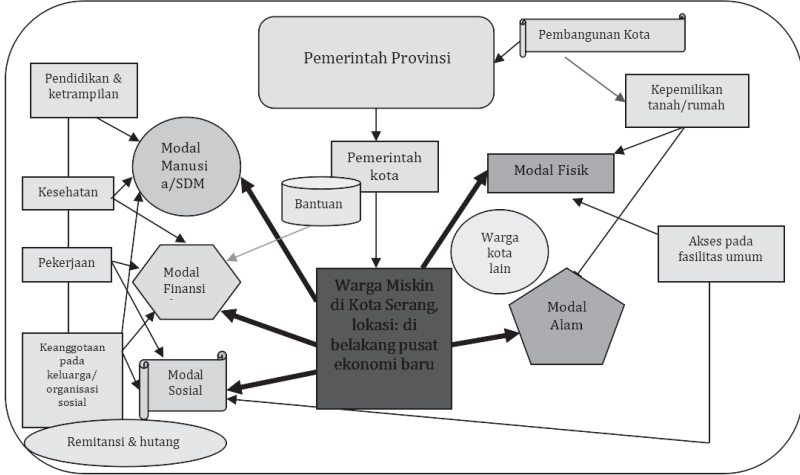 Pembangunan Kota
Pemerintah Provinsi
Pendidikan &
ketrampilan
Kepemilikan
tanah/rumah
Modal
Manusi
a/SDM
Pemerintah
kota
Modal Fisik
Kesehatan
Bantuan
Warga
kota
lain
Akses pada
fasilitas umum
Pekerjaan
Modal
Finansi
Warga Miskin
di Kota Serang,
lokasi: di
belakang pusat
ekonomi baru
Modal
Alam
Keanggotaan
pada
keluarga/
organisasi
sosial
Modal
Sosial
Remitansi & hutang